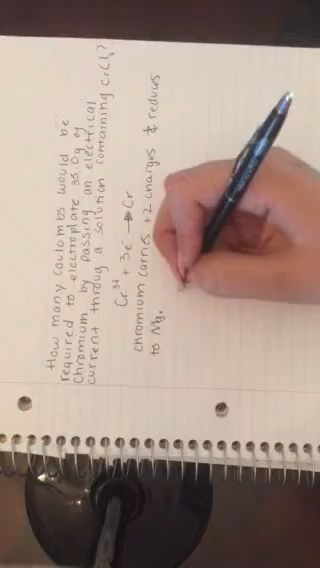 How many coulombs would be
required to electroplate 35.0g of
chromium by passing an electrical
current throug a solution containing CrCl₃?
Cr³⁺ + 3e⁻ → Cr
chromium carries +2 charges & reduces
to Mg.